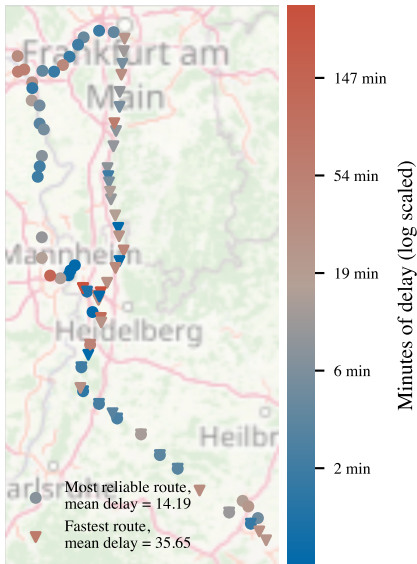 Frankfurt am
Main
147 min
54 min
Mannheim
19 min
Heidelberg
6 min
Heilbr
2 min
Minutes of delay (log scaled)
arlsruhe
Most reliable route,
mean delay = 14.19
Fastest route,
mean delay = 35.65